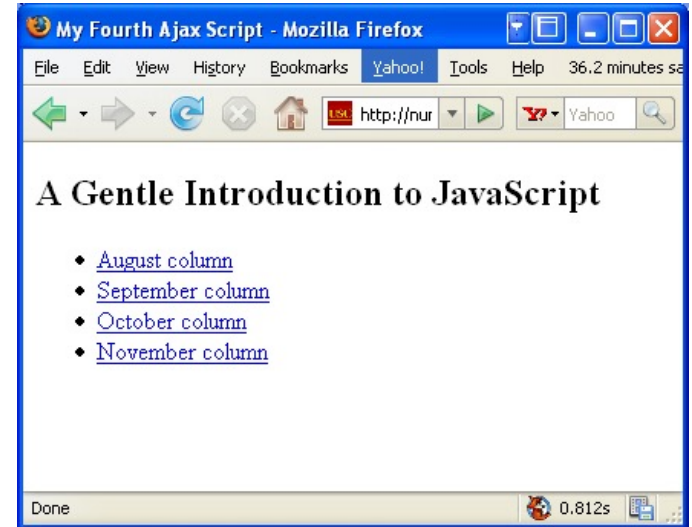 My Fourth Ajax Script - Mozilla Firefox
File Edit View History Bookmarks Yahoo! Tools Help 36.2 minutes sa
USC http://nur Y? Yahoo
A Gentle Introduction to JavaScript
• August column
• September column
• October column
• November column
Done 0.812s